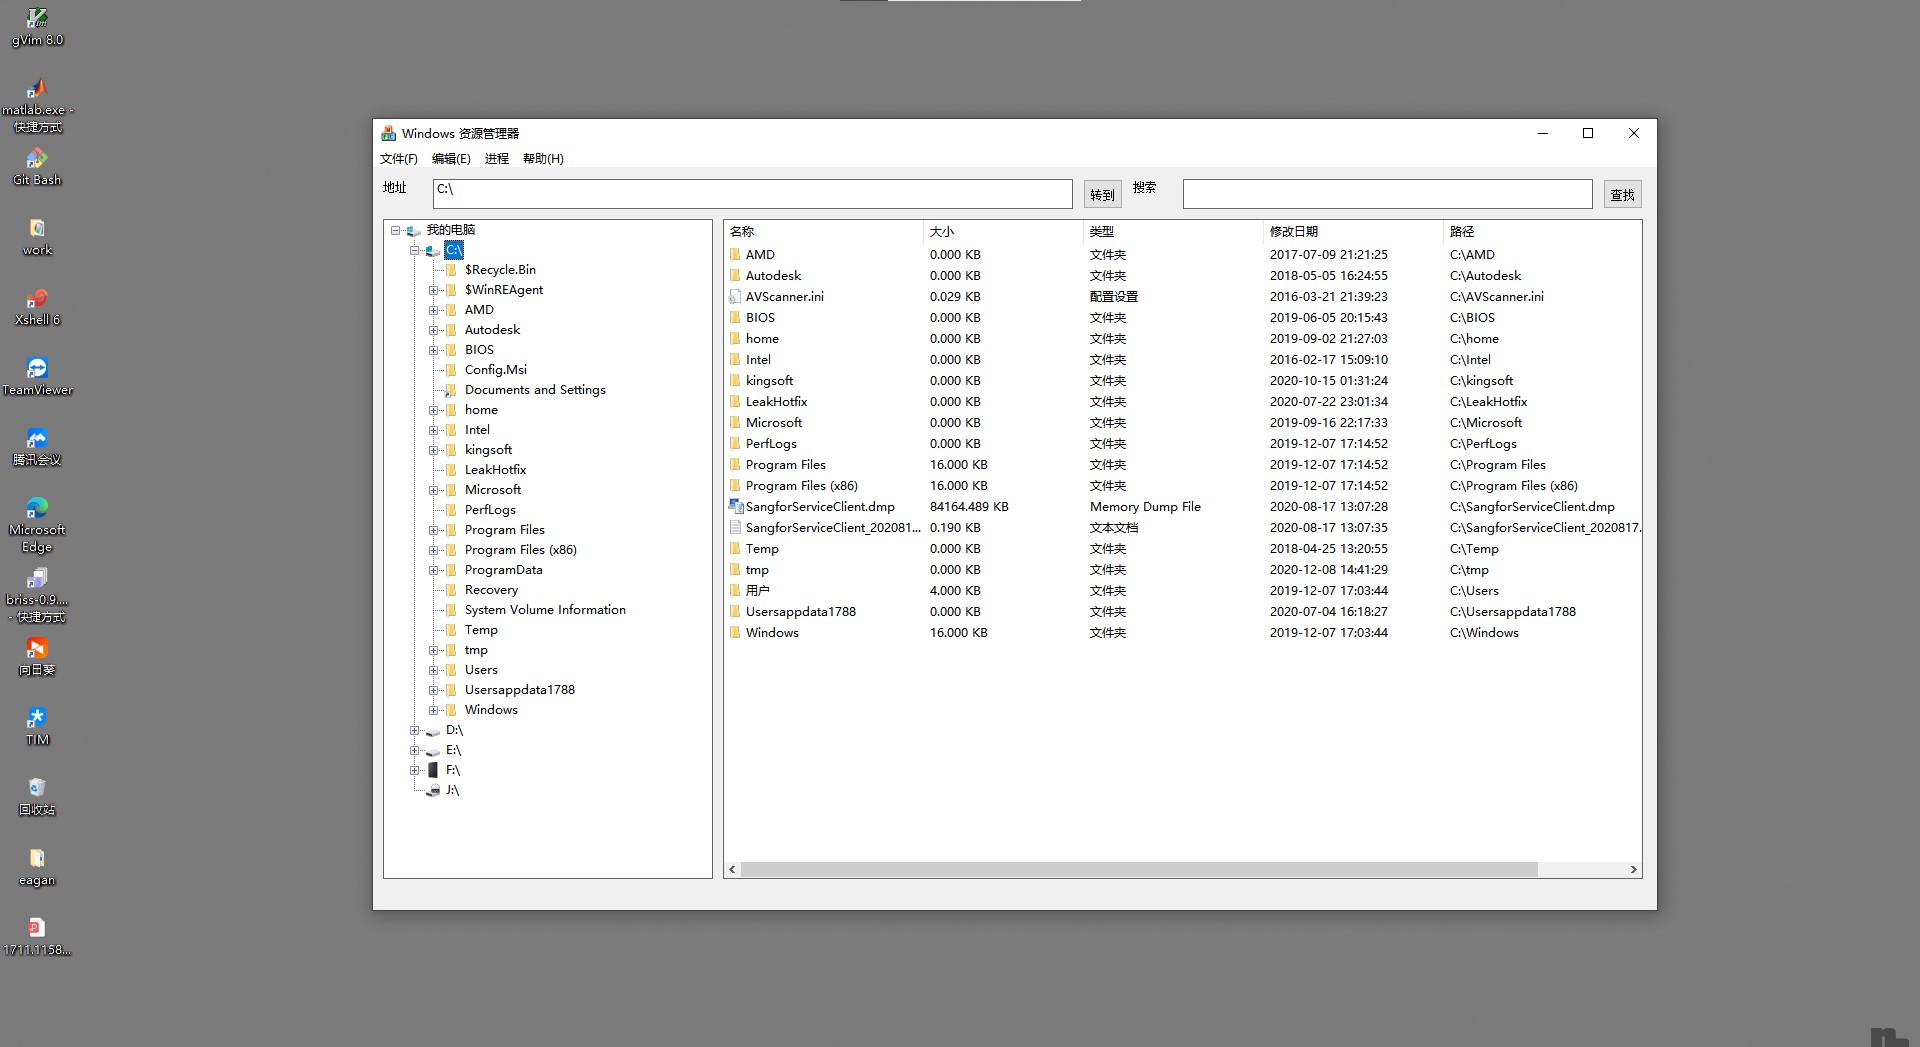 gVim 8.0
matlab.exe -
快捷方式
Git Bash
work
Xshell 6
TeamViewer
腾讯会议
Microsoft
Edge
briss-0.9....
- 快捷方式
向日葵
TIM
回收站
eagan
1711.1158...
Windows 资源管理器
文件(F) 编辑(E) 进程 帮助(H)
地址 C:\ 转到 搜索 查找
我的电脑
C:\
$Recycle.Bin
$WinREAgent
AMD
Autodesk
BIOS
Config.Msi
Documents and Settings
home
Intel
kingsoft
LeakHotfix
Microsoft
PerfLogs
Program Files
Program Files (x86)
ProgramData
Recovery
System Volume Information
Temp
tmp
Users
Usersappdata1788
Windows
D:\
E:\
F:\
J:\
名称 大小 类型 修改日期 路径
AMD 0.000 KB 文件夹 2017-07-09 21:21:25 C:\AMD
Autodesk 0.000 KB 文件夹 2018-05-05 16:24:55 C:\Autodesk
AVScanner.ini 0.029 KB 配置设置 2016-03-21 21:39:23 C:\AVScanner.ini
BIOS 0.000 KB 文件夹 2019-06-05 20:15:43 C:\BIOS
home 0.000 KB 文件夹 2019-09-02 21:27:03 C:\home
Intel 0.000 KB 文件夹 2016-02-17 15:09:10 C:\Intel
kingsoft 0.000 KB 文件夹 2020-10-15 01:31:24 C:\kingsoft
LeakHotfix 0.000 KB 文件夹 2020-07-22 23:01:34 C:\LeakHotfix
Microsoft 0.000 KB 文件夹 2019-09-16 22:17:33 C:\Microsoft
PerfLogs 0.000 KB 文件夹 2019-12-07 17:14:52 C:\PerfLogs
Program Files 16.000 KB 文件夹 2019-12-07 17:14:52 C:\Program Files
Program Files (x86) 16.000 KB 文件夹 2019-12-07 17:14:52 C:\Program Files (x86)
SangforServiceClient.dmp 84164.489 KB Memory Dump File 2020-08-17 13:07:28 C:\SangforServiceClient.dmp
SangforServiceClient_202081... 0.190 KB 文本文档 2020-08-17 13:07:35 C:\SangforServiceClient_2020817.
Temp 0.000 KB 文件夹 2018-04-25 13:20:55 C:\Temp
tmp 0.000 KB 文件夹 2020-12-08 14:41:29 C:\tmp
用户 4.000 KB 文件夹 2019-12-07 17:03:44 C:\Users
Usersappdata1788 0.000 KB 文件夹 2020-07-04 16:18:27 C:\Usersappdata1788
Windows 16.000 KB 文件夹 2019-12-07 17:03:44 C:\Windows